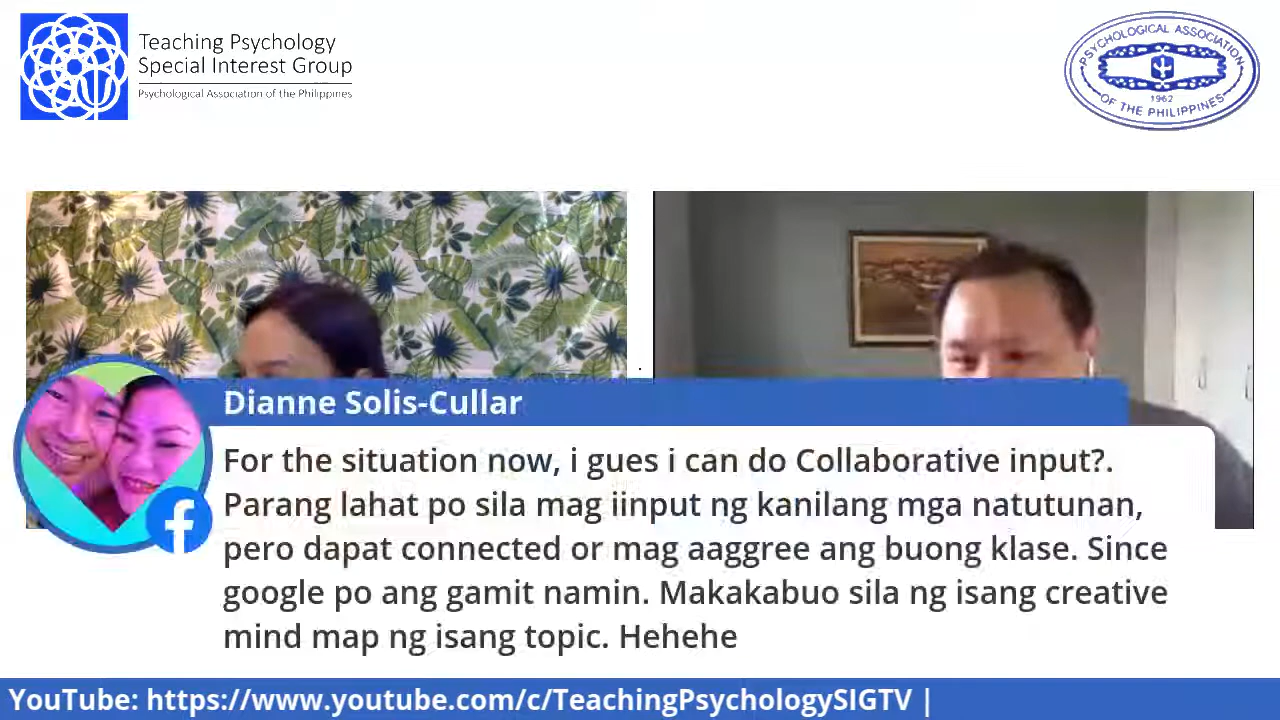 Teaching Psychology
Special Interest Group
Psychological Association of the Philippines
PSYCHOLOGICAL ASSOCIATION
1962
OF THE PHILIPPINES
Dianne Solis-Cullar
For the situation now, i gues i can do Collaborative input?.
Parang lahat po sila mag iinput ng kanilang mga natutunan,
pero dapat connected or mag aaggree ang buong klase. Since
google po ang gamit namin. Makakabuo sila ng isang creative
mind map ng isang topic. Hehehe
YouTube: https://www.youtube.com/c/TeachingPsychologySIGTV |